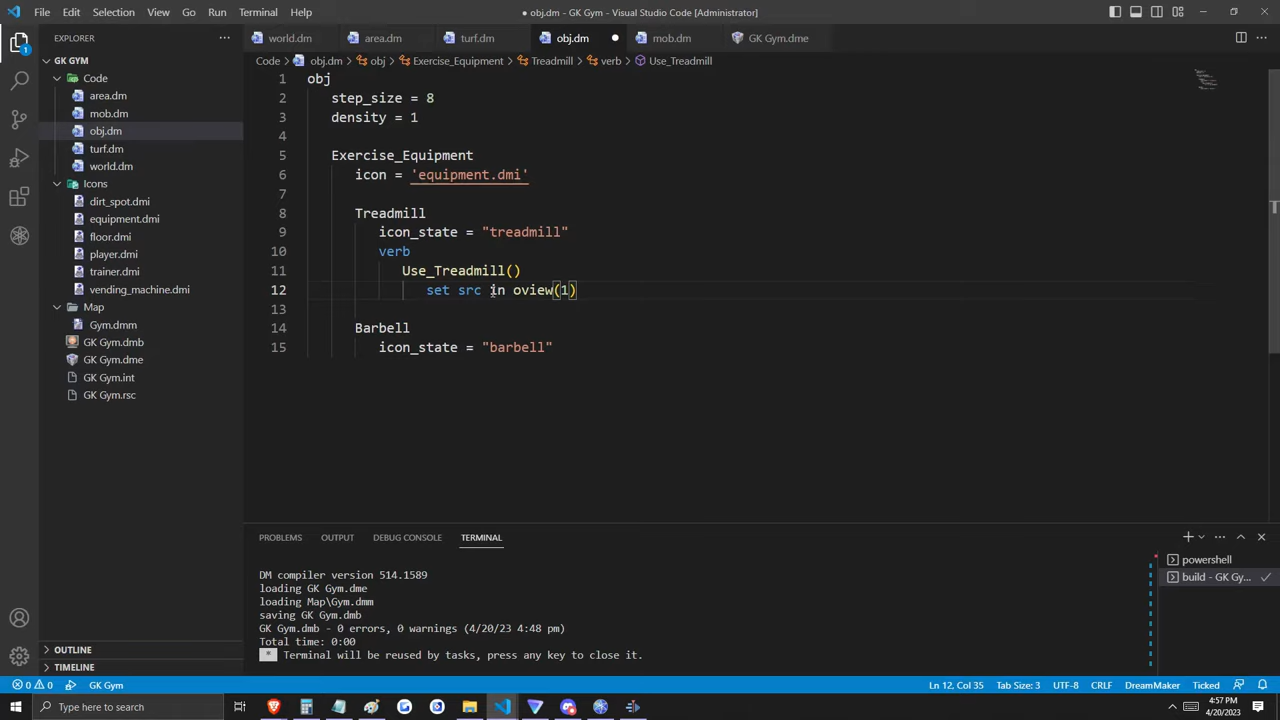 File Edit Selection View Go Run Terminal Help
● obj.dm - GK Gym - Visual Studio Code [Administrator]
EXPLORER
GK GYM
Code
area.dm
mob.dm
obj.dm
turf.dm
world.dm
Icons
dirt_spot.dmi
equipment.dmi
floor.dmi
player.dmi
trainer.dmi
vending_machine.dmi
Map
Gym.dmm
GK Gym.dmb
GK Gym.dme
GK Gym.int
GK Gym.rsc
OUTLINE
TIMELINE
1
world.dm area.dm turf.dm obj.dm mob.dm GK Gym.dme
Code > obj.dm > obj > Exercise_Equipment > Treadmill > verb > Use_Treadmill
1 obj
2 step_size = 8
3 density = 1
4
5 Exercise_Equipment
6 icon = 'equipment.dmi'
7
8 Treadmill
9 icon_state = "treadmill"
10 verb
11 Use_Treadmill()
12 set src in oview(1)
13
14 Barbell
15 icon_state = "barbell"
PROBLEMS OUTPUT DEBUG CONSOLE TERMINAL
DM compiler version 514.1589
loading GK Gym.dme
loading Map\Gym.dmm
saving GK Gym.dmb
GK Gym.dmb - 0 errors, 0 warnings (4/20/23 4:48 pm)
Total time: 0:00
* Terminal will be reused by tasks, press any key to close it.
powershell
build - GK Gy...
0 0 GK Gym Ln 12, Col 35 Tab Size: 3 UTF-8 CRLF DreamMaker Ticked
Type here to search
4:57 PM
4/20/2023